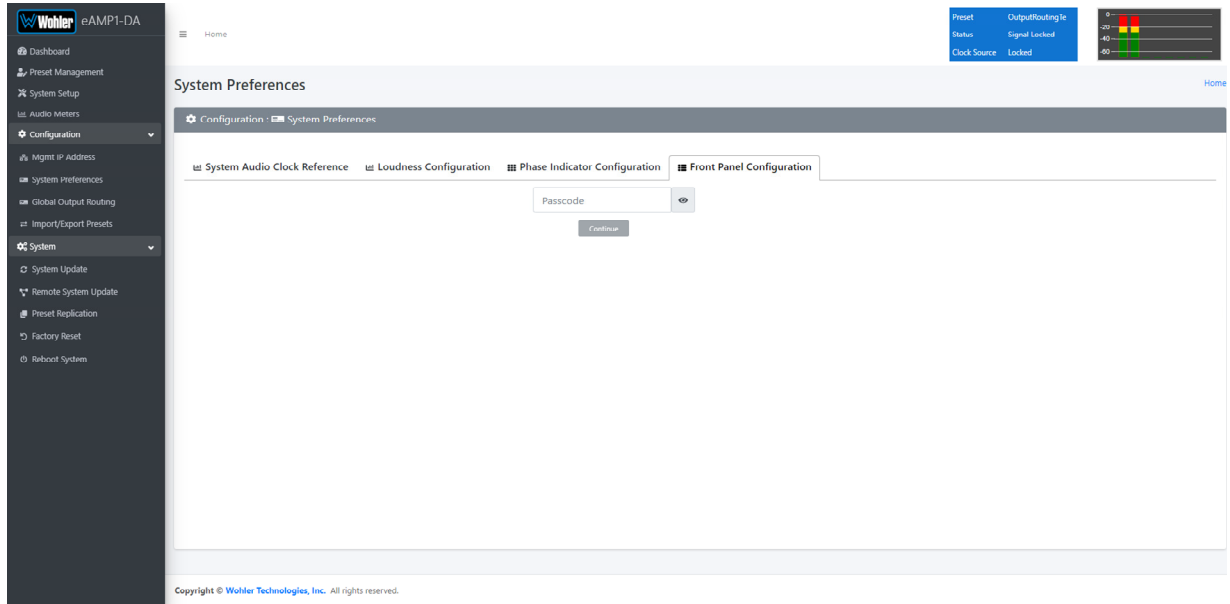 Wohler eAMP1-DA
Dashboard
Preset Management
System Setup
Audio Meters
Configuration
Mgmt IP Address
System Preferences
Global Output Routing
Import/Export Presets
System
System Update
Remote System Update
Preset Replication
Factory Reset
Reboot System
Home
Preset OutputRouting1e
Status Signal Locked
Clock Source Locked
0
-20
-40
-60
System Preferences
Home
Configuration : System Preferences
System Audio Clock Reference Loudness Configuration Phase Indicator Configuration Front Panel Configuration
Passcode
Continue
Copyright © Wohler Technologies, Inc. All rights reserved.